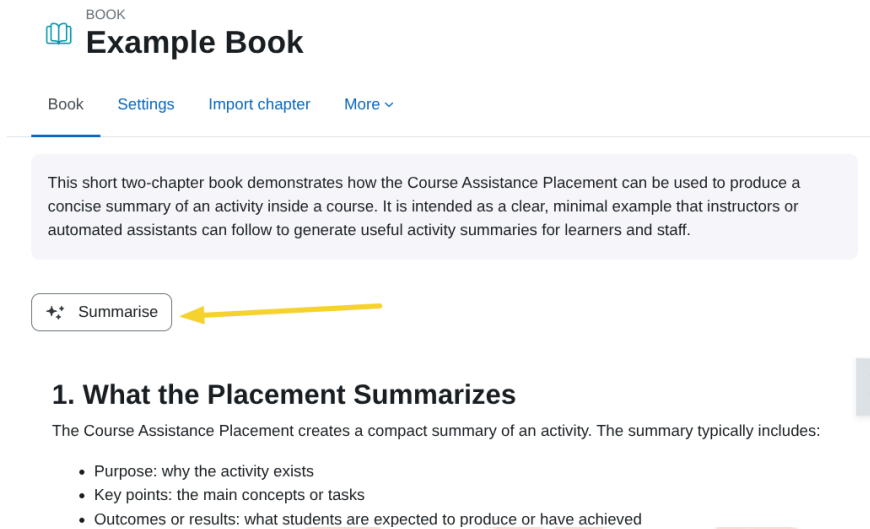 BOOK
Example Book
Book Settings Import chapter More
This short two-chapter book demonstrates how the Course Assistance Placement can be used to produce a
concise summary of an activity inside a course. It is intended as a clear, minimal example that instructors or
automated assistants can follow to generate useful activity summaries for learners and staff.
Summarise
1. What the Placement Summarizes
The Course Assistance Placement creates a compact summary of an activity. The summary typically includes:
• Purpose: why the activity exists
• Key points: the main concepts or tasks
• Outcomes or results: what students are expected to produce or have achieved